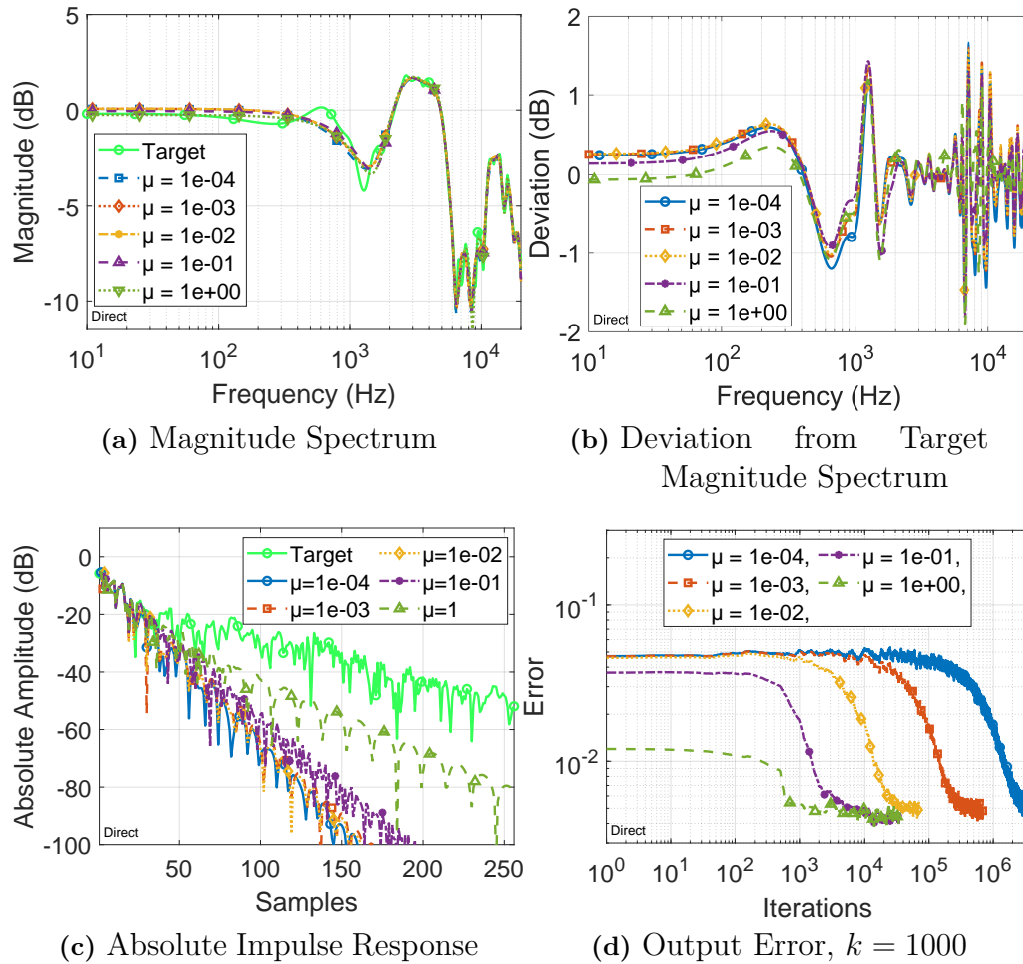 5
0
-5
-10
Magnitude (dB)
Target
μ = 1e-04
μ = 1e-03
μ = 1e-02
μ = 1e-01
μ = 1e+00
Direct
10^1 10^2 10^3 10^4
Frequency (Hz)
(a) Magnitude Spectrum
2
1
0
-1
-2
Deviation (dB)
μ = 1e-04
μ = 1e-03
μ = 1e-02
μ = 1e-01
μ = 1e+00
Direct
10^1 10^2 10^3 10^4
Frequency (Hz)
(b) Deviation from Target
Magnitude Spectrum
0
-20
-40
-60
-80
-100
Absolute Amplitude (dB)
Target μ=1e-02
μ=1e-04 μ=1e-01
μ=1e-03 μ=1
Direct
50 100 150 200 250
Samples
(c) Absolute Impulse Response
10^-1
10^-2
Error
μ = 1e-04, μ = 1e-01,
μ = 1e-03, μ = 1e+00,
μ = 1e-02,
Direct
10^0 10^1 10^2 10^3 10^4 10^5 10^6
Iterations
(d) Output Error, k = 1000